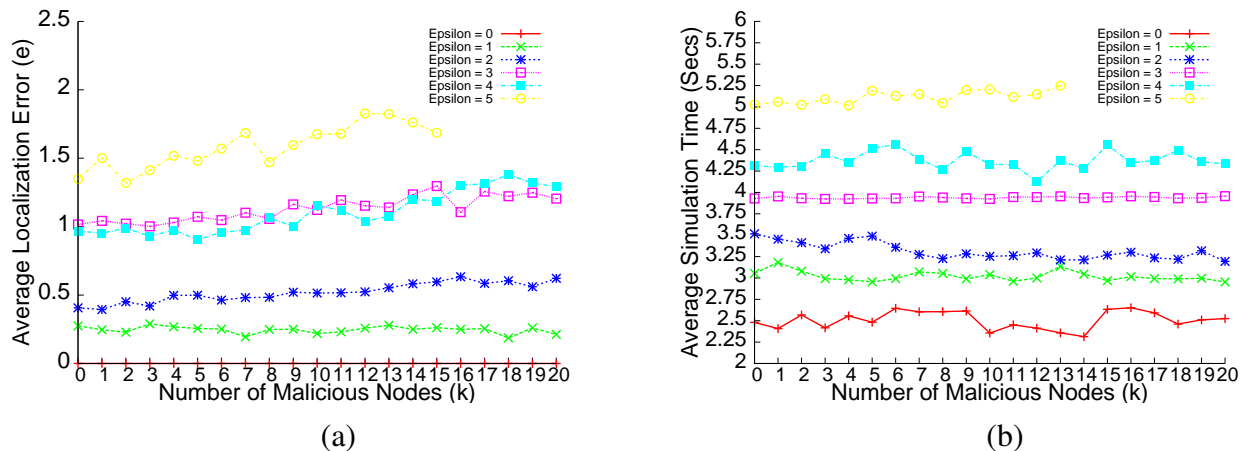 Average Localization Error (e)
2.5
2
1.5
1
0.5
0
Epsilon = 0
Epsilon = 1
Epsilon = 2
Epsilon = 3
Epsilon = 4
Epsilon = 5
0 1 2 3 4 5 6 7 8 9 10 11 12 13 14 15 16 17 18 19 20
Number of Malicious Nodes (k)
(a)
Average Simulation Time (Secs)
6
5.75
5.5
5.25
5
4.75
4.5
4.25
4
3.75
3.5
3.25
3
2.75
2.5
2.25
2
Epsilon = 0
Epsilon = 1
Epsilon = 2
Epsilon = 3
Epsilon = 4
Epsilon = 5
0 1 2 3 4 5 6 7 8 9 10 11 12 13 14 15 16 17 18 19 20
Number of Malicious Nodes (k)
(b)